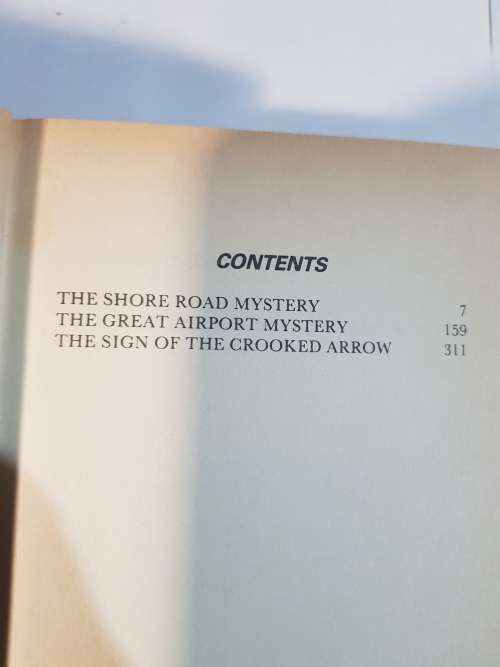 CONTENTS
THE SHORE ROAD MYSTERY 7
THE GREAT AIRPORT MYSTERY 159
THE SIGN OF THE CROOKED ARROW 311